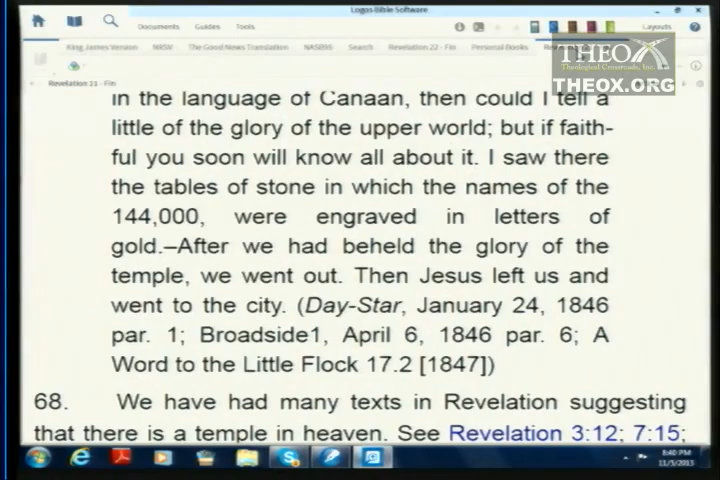 Logos Bible Software
Documents Guides Tools
Layouts
King James Version NRSV The Good News Translation NASB95 Search Revelation 22 - Fin Personal Books
Revelation 21 - Fin
THEOX
Theological Crossroads, Inc.
THEOX.ORG
in the language of Canaan, then could I tell a
little of the glory of the upper world; but if faith-
ful you soon will know all about it. I saw there
the tables of stone in which the names of the
144,000, were engraved in letters of
gold.–After we had beheld the glory of the
temple, we went out. Then Jesus left us and
went to the city. (Day-Star, January 24, 1846
par. 1; Broadside1, April 6, 1846 par. 6; A
Word to the Little Flock 17.2 [1847])
68. We have had many texts in Revelation suggesting
that there is a temple in heaven. See Revelation 3:12; 7:15;
8:40 PM
11/5/2013